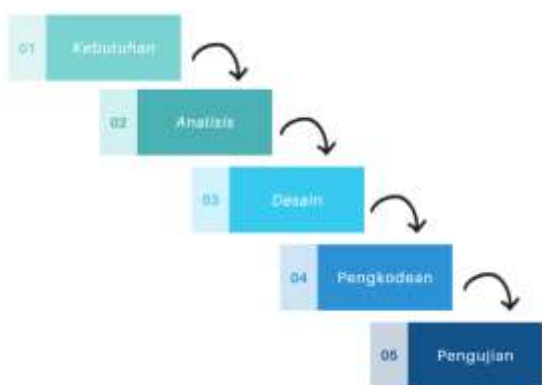 01 Kebutuhan
02 Analisis
03 Desain
04 Pengkodean
05 Pengujian